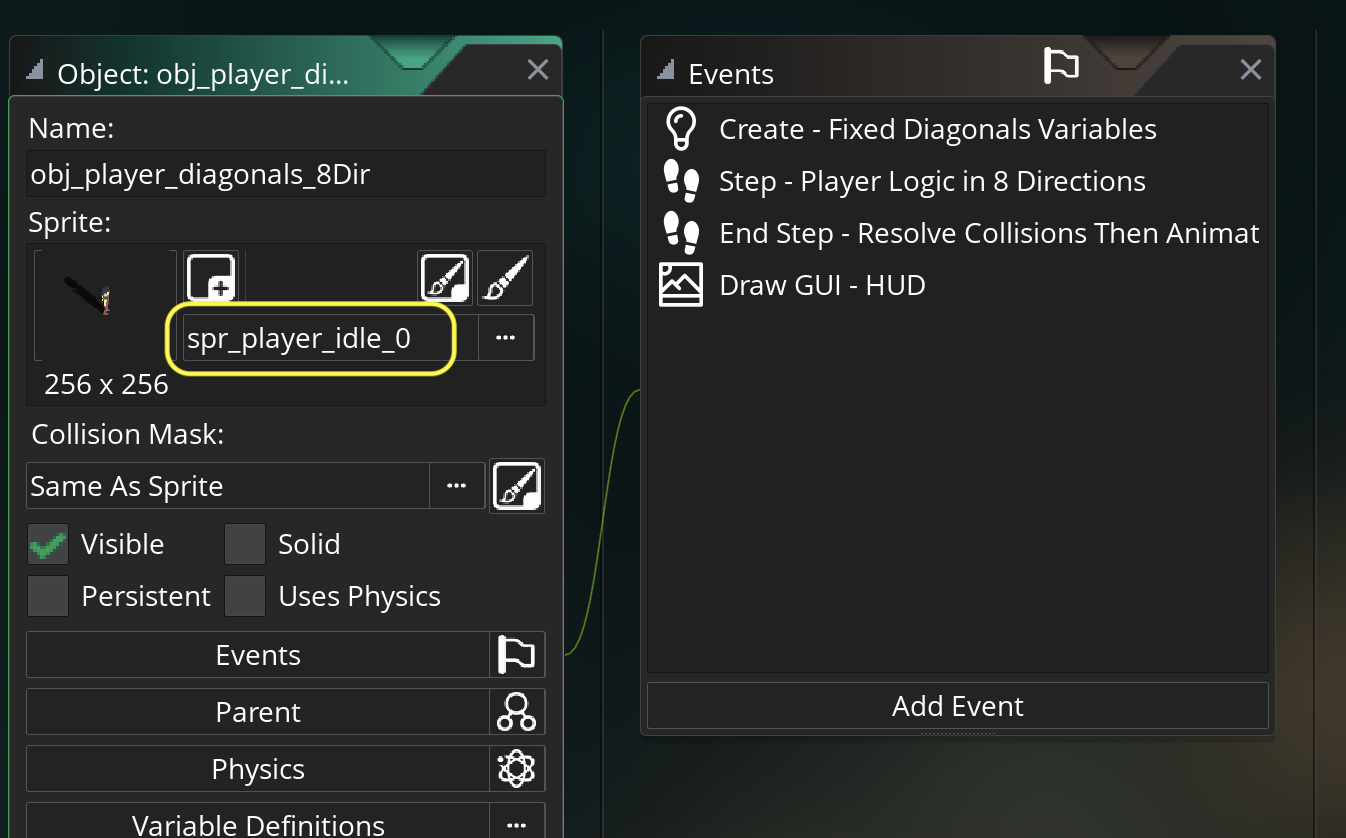 Object: obj_player_di...
Name:
obj_player_diagonals_8Dir
Sprite:
spr_player_idle_0
...
256 x 256
Collision Mask:
Same As Sprite
...
Visible
Solid
Persistent
Uses Physics
Events
Parent
Physics
Variable Definitions
...
Events
Create - Fixed Diagonals Variables
Step - Player Logic in 8 Directions
End Step - Resolve Collisions Then Animat
Draw GUI - HUD
Add Event